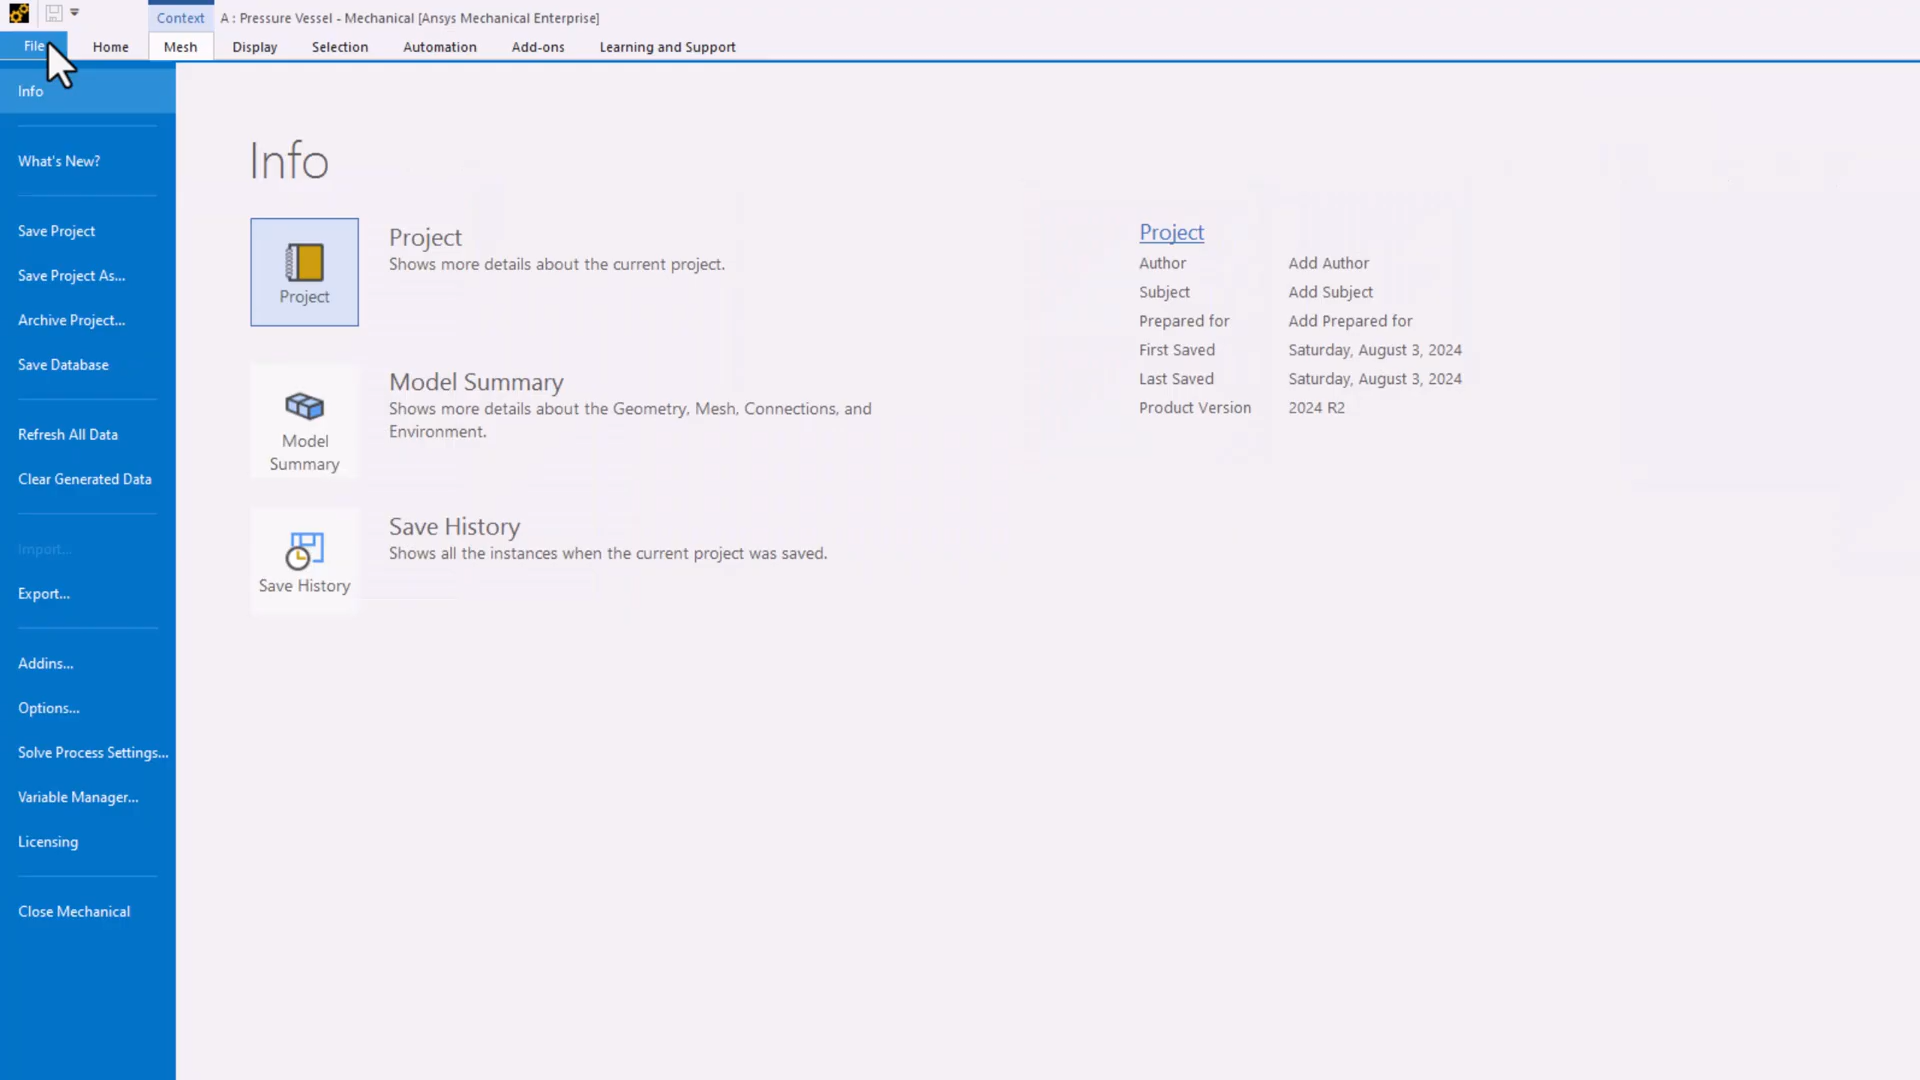 Context
A : Pressure Vessel - Mechanical [Ansys Mechanical Enterprise]
File
Home
Mesh
Display
Selection
Automation
Add-ons
Learning and Support
Info
What's New?
Save Project
Save Project As...
Archive Project...
Save Database
Refresh All Data
Clear Generated Data
Import...
Export...
Addins...
Options...
Solve Process Settings...
Variable Manager...
Licensing
Close Mechanical
Info
Project
Project
Shows more details about the current project.
Model
Summary
Model Summary
Shows more details about the Geometry, Mesh, Connections, and
Environment.
Save History
Save History
Shows all the instances when the current project was saved.
Project
Author Add Author
Subject Add Subject
Prepared for Add Prepared for
First Saved Saturday, August 3, 2024
Last Saved Saturday, August 3, 2024
Product Version 2024 R2